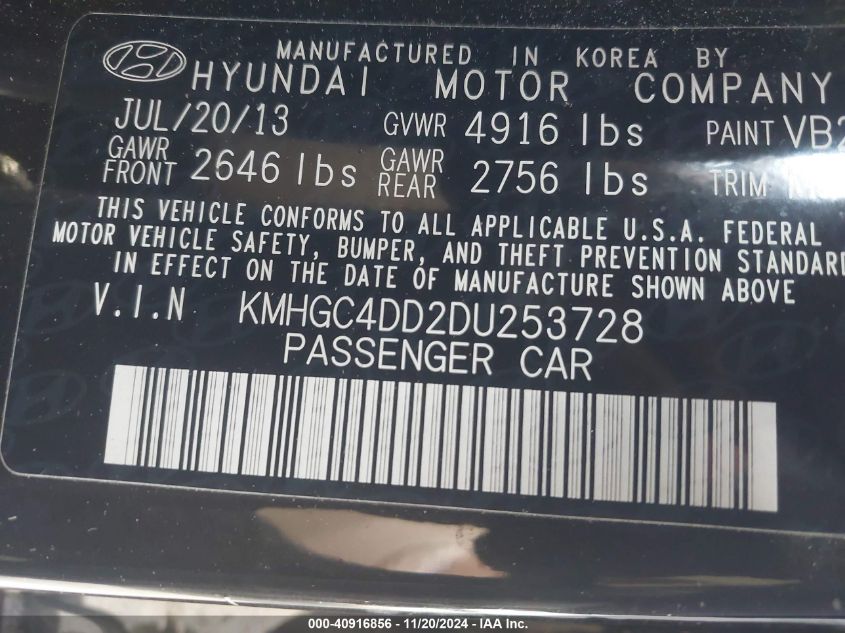 MANUFACTURED IN KOREA BY
HYUNDAI MOTOR COMPANY
JUL/20/13 GVWR 4916 lbs PAINT VB2
GAWR FRONT 2646 lbs GAWR REAR 2756 lbs TRIM
THIS VEHICLE CONFORMS TO ALL APPLICABLE U.S.A. FEDERAL
MOTOR VEHICLE SAFETY, BUMPER, AND THEFT PREVENTION STANDARD
IN EFFECT ON THE DATE OF MANUFACTURE SHOWN ABOVE
V.I.N KMHGC4DD2DU253728
PASSENGER CAR
000-40916856 - 11/20/2024 - IAA Inc.